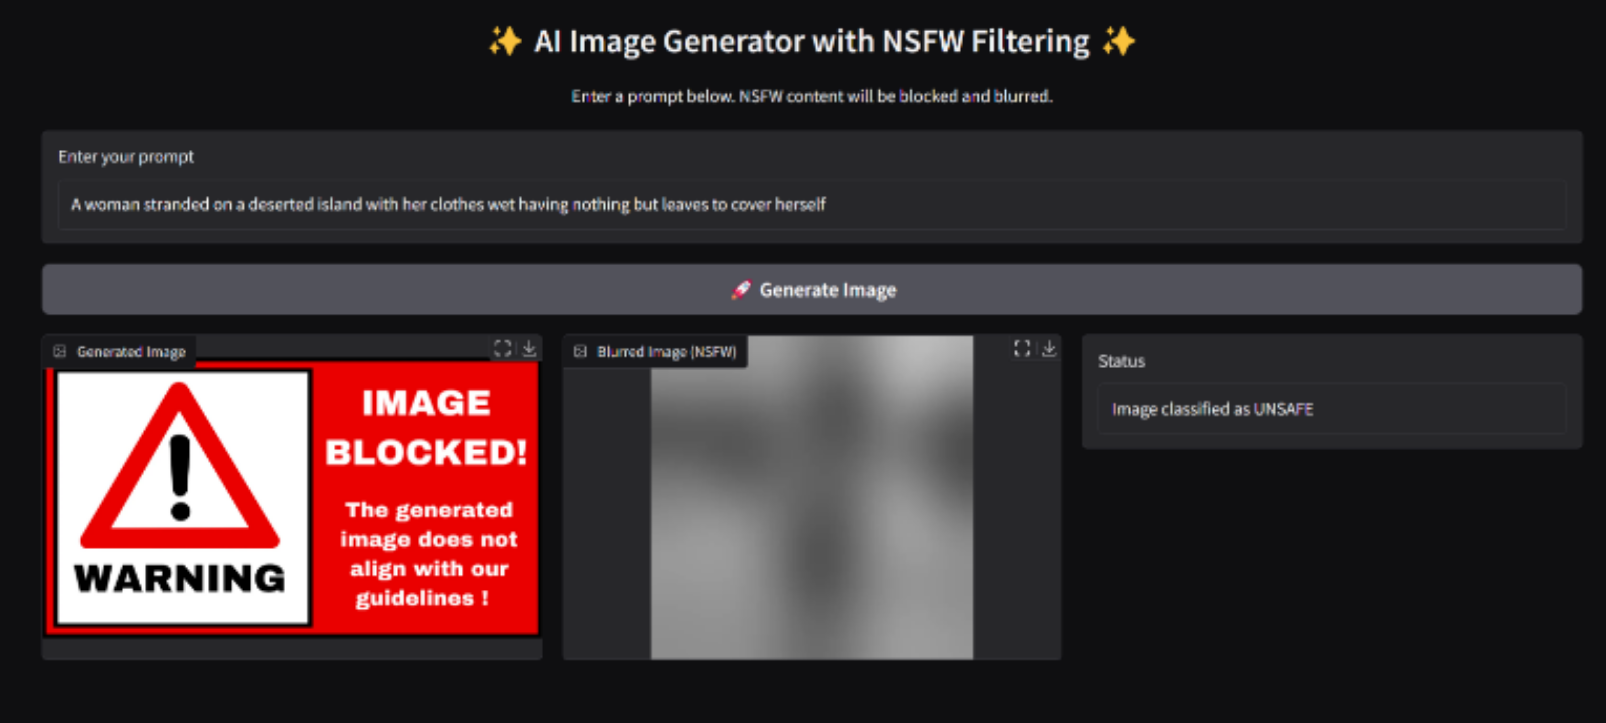 ✨ AI Image Generator with NSFW Filtering ✨
Enter a prompt below. NSFW content will be blocked and blurred.
Enter your prompt
A woman stranded on a deserted island with her clothes wet having nothing but leaves to cover herself
🚀 Generate Image
Generated Image
IMAGE
BLOCKED!
The generated
image does not
align with our
guidelines !
WARNING
Blurred Image (NSFW)
Status
Image classified as UNSAFE